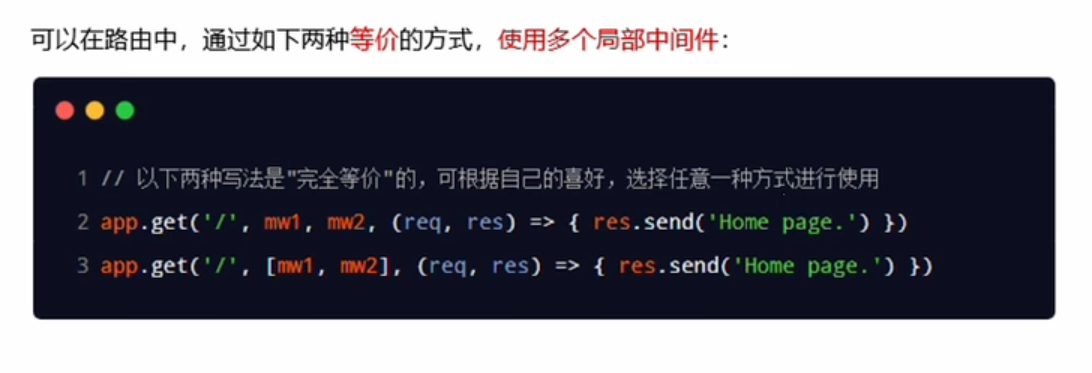 可以在路由中，通过如下两种等价的方式，使用多个局部中间件：
1 // 以下两种写法是"完全等价"的，可根据自己的喜好，选择任意一种方式进行使用
2 app.get('/', mw1, mw2, (req, res) => { res.send('Home page.') })
3 app.get('/', [mw1, mw2], (req, res) => { res.send('Home page.') })